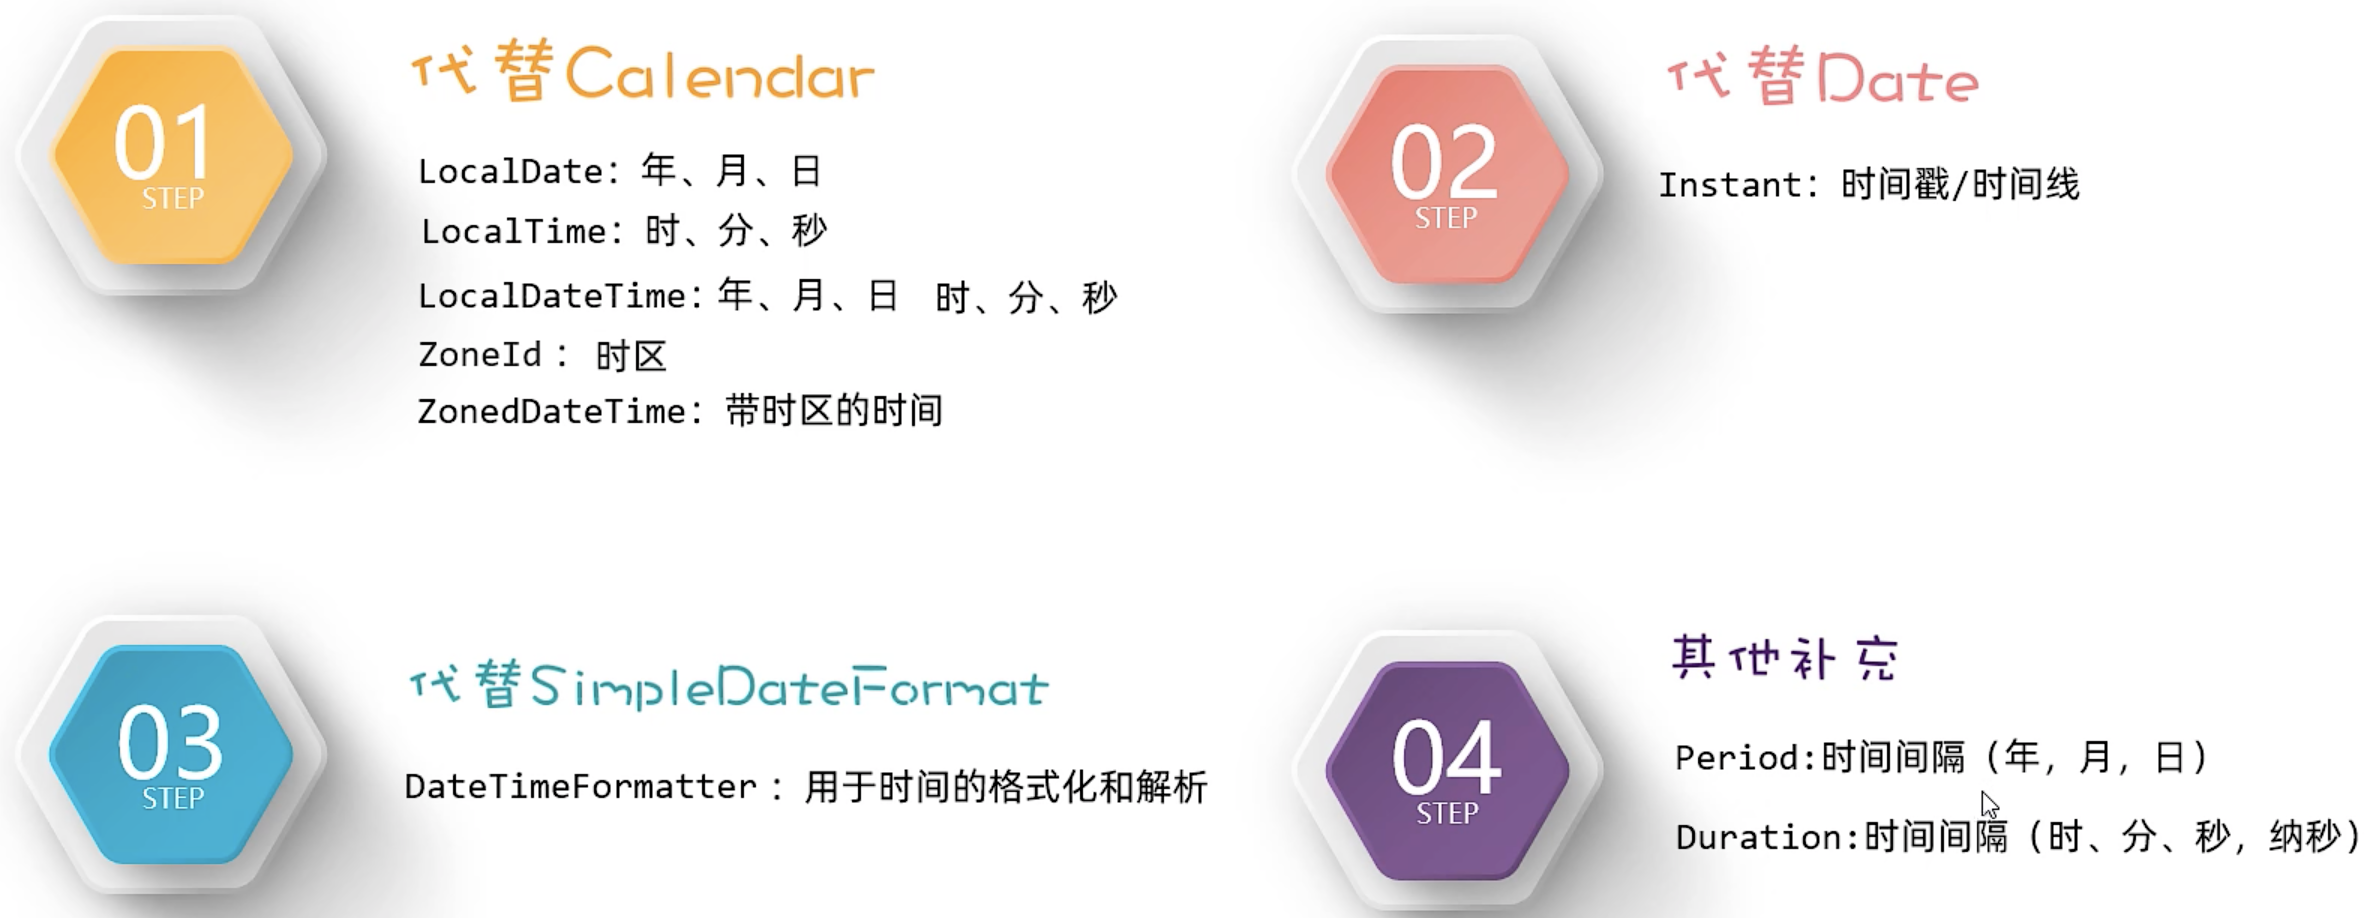 01
STEP
代替Calendar
LocalDate：年、月、日
LocalTime：时、分、秒
LocalDateTime：年、月、日 时、分、秒
ZoneId： 时区
ZonedDateTime：带时区的时间
02
STEP
代替Date
Instant：时间戳/时间线
03
STEP
代替SimpleDateFormat
DateTimeFormatter：用于时间的格式化和解析
04
STEP
其他补充
Period:时间间隔（年，月，日）
Duration:时间间隔（时、分、秒，纳秒）